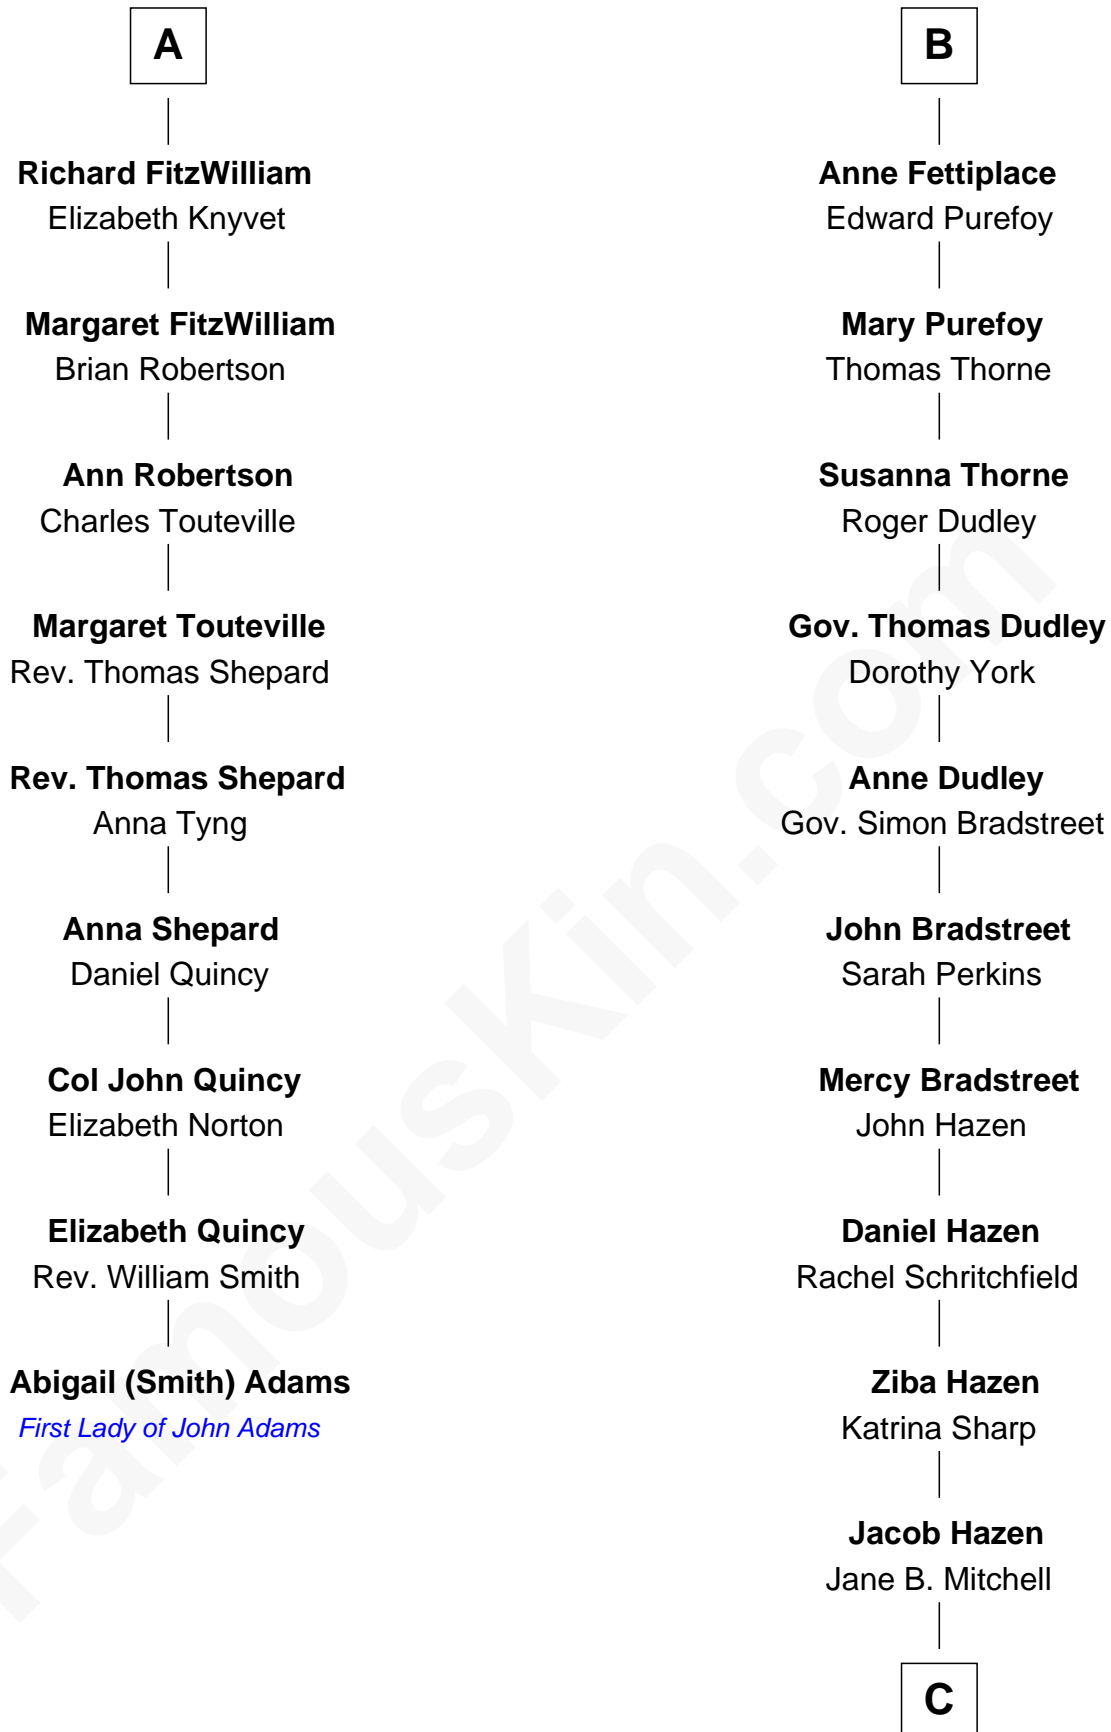 A
Richard FitzWilliam
Elizabeth Knyvet
Margaret FitzWilliam
Brian Robertson
Ann Robertson
Charles Touteville
Margaret Touteville
Rev. Thomas Shepard
Rev. Thomas Shepard
Anna Tyng
Anna Shepard
Daniel Quincy
Col John Quincy
Elizabeth Norton
Elizabeth Quincy
Rev. William Smith
Abigail (Smith) Adams
First Lady of John Adams
B
Anne Fettiplace
Edward Purefoy
Mary Purefoy
Thomas Thorne
Susanna Thorne
Roger Dudley
Gov. Thomas Dudley
Dorothy York
Anne Dudley
Gov. Simon Bradstreet
John Bradstreet
Sarah Perkins
Mercy Bradstreet
John Hazen
Daniel Hazen
Rachel Schritchfield
Ziba Hazen
Katrina Sharp
Jacob Hazen
Jane B. Mitchell
C
FamousKin.com